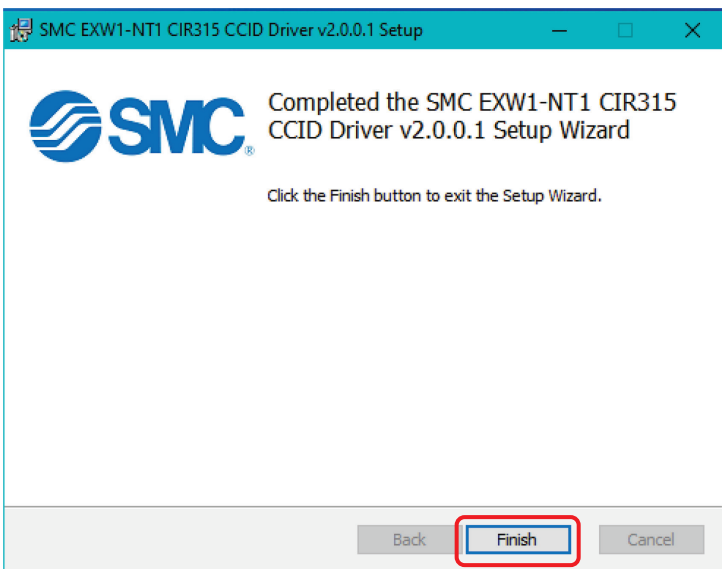 SMC EXW1-NT1 CIR315 CCID Driver v2.0.0.1 Setup
SMC®
Completed the SMC EXW1-NT1 CIR315
CCID Driver v2.0.0.1 Setup Wizard
Click the Finish button to exit the Setup Wizard.
Back Finish Cancel